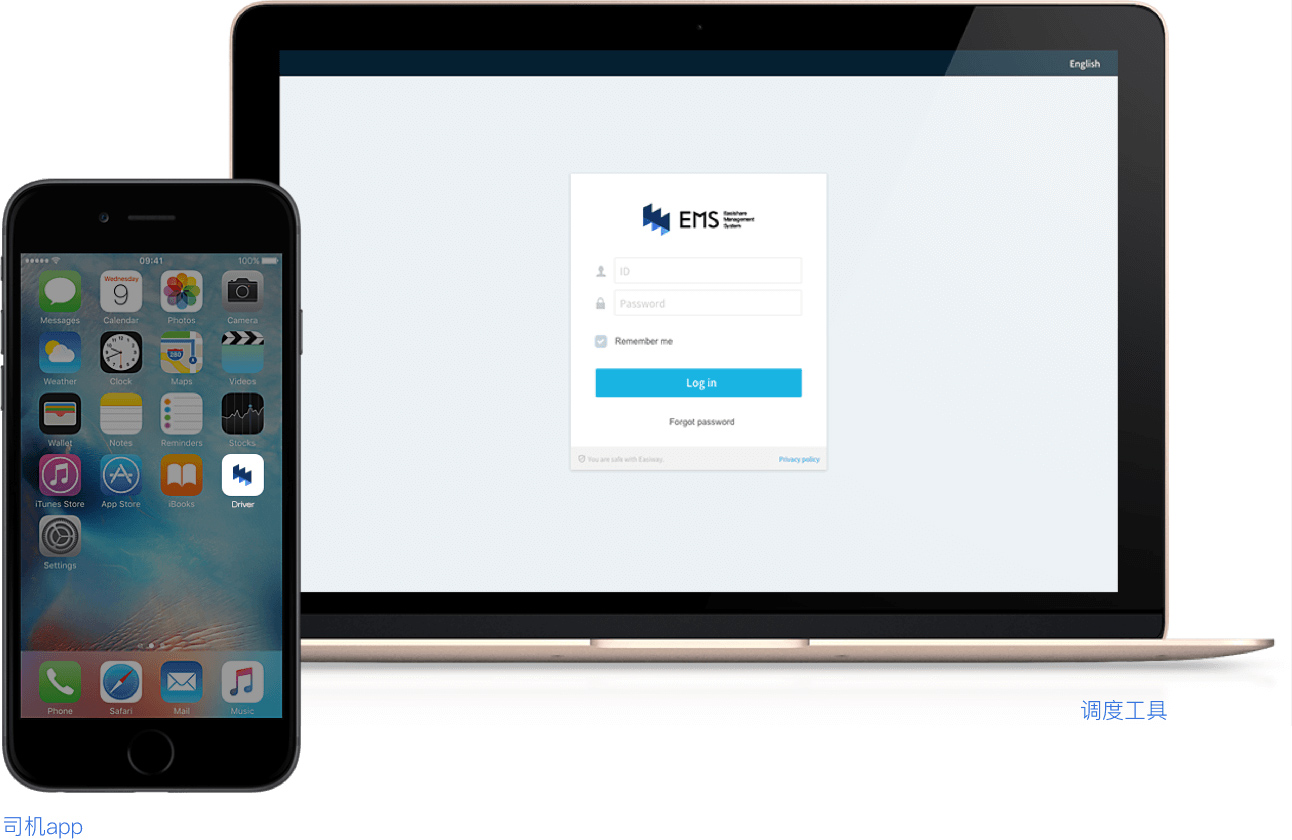 English
EMS
Easishare
Management
System
ID
Password
Remember me
Log in
Forgot password
You are safe with Easiway.
Privacy policy
09:41
100%
Wednesday
9
Messages
Calendar
Photos
Camera
280
Weather
Clock
Maps
Videos
Wallet
Notes
Reminders
Stocks
iTunes Store
App Store
iBooks
Driver
Settings
Phone
Safari
Mail
Music
调度工具
司机app